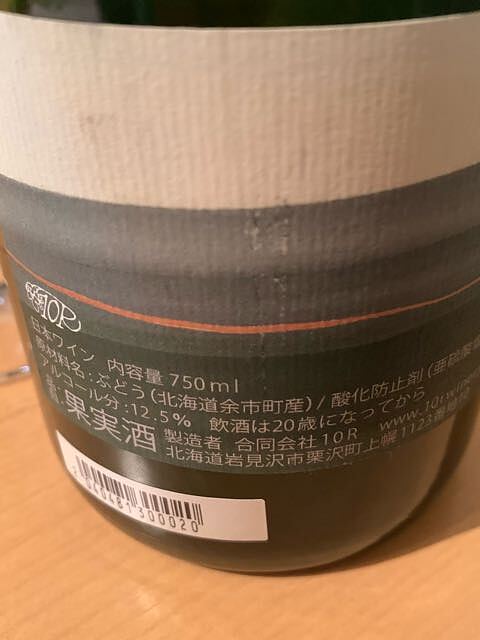 10R
日本ワイン 内容量 750ml
原材料名：ぶどう(北海道余市町産)/酸化防止剤(亜硫酸
アルコール分：12.5% 飲酒は20歳になってから
果実酒 製造者 合同会社10R www.10rwine
北海道岩見沢市栗沢町上幌1123番地